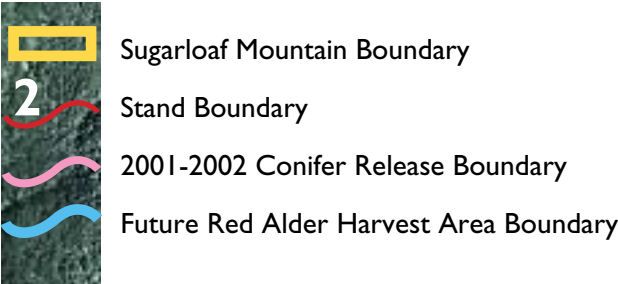 Sugarloaf Mountain Boundary
2
Stand Boundary
2001-2002 Conifer Release Boundary
Future Red Alder Harvest Area Boundary